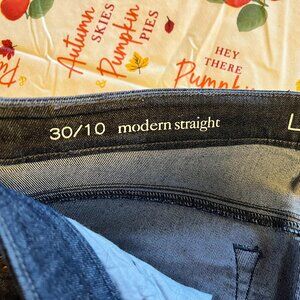 Autumn
SKIES
&
Pumpkin
PIES
HEY
THERE
Pumpkin
30/10 modern straight L